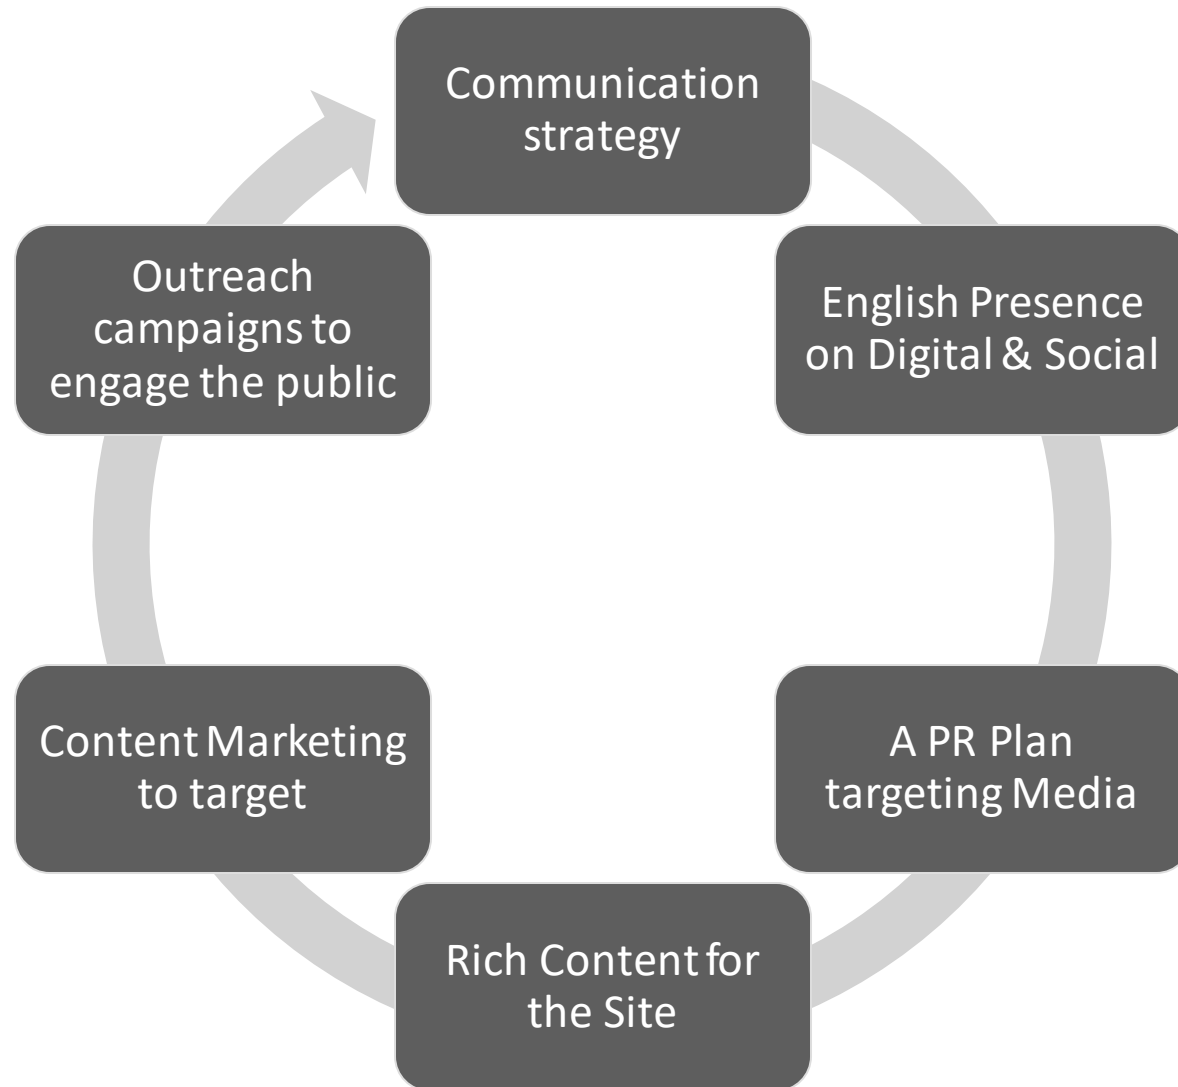 Communication
strategy
English Presence
on Digital & Social
A PR Plan
targeting Media
Rich Content for
the Site
Content Marketing
to target
Outreach
campaigns to
engage the public